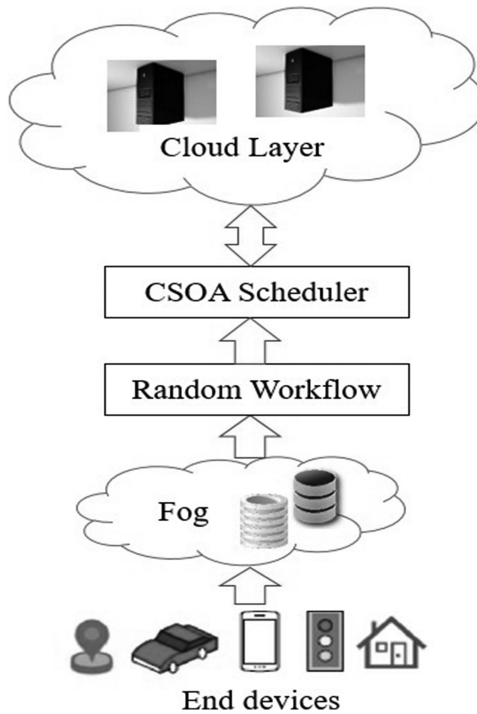 Cloud Layer
CSOA Scheduler
Random Workflow
Fog
End devices